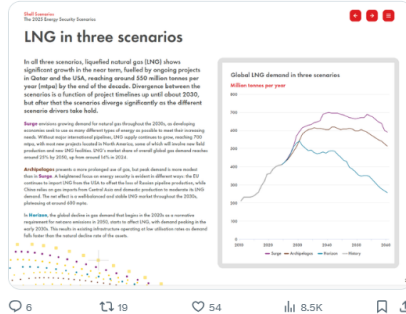 Shell Scenarios
The 2025 Energy Security Scenarios
LNG in three scenarios
In all three scenarios, liquefied natural gas (LNG) shows
significant growth in the near term, fuelled by ongoing projects
in Qatar and the USA, reaching around 550 million tonnes per
year (mtpa) by the end of the decade. Divergence between the
scenarios is a function of project timelines up until about 2030,
but after that the scenarios diverge significantly as the different
scenario drivers take hold.
Surge envisions growing demand for natural gas throughout the 2030s, as developing
economies seek to use as many different types of energy as possible to meet their increasing
needs. Without major international pipelines, LNG supply continues to grow, reaching 700
mtpa, with most new projects located in North America, some of which will involve new field
production and new LNG facilities. LNG's market share of overall global gas demand reaches
around 25% by 2050, up from around 14% in 2024.
Archipelagos presents a more prolonged use of gas, but peak demand is more modest
than in Surge. A heightened focus on energy security is evident in different ways: the EU
continues to import LNG from the USA to offset the loss of Russian pipeline production, while
China relies on gas imports from Central Asia and domestic production to moderate its LNG
demand. The net effect is a well-balanced and stable LNG market throughout the 2030s,
plateauing at around 600 mtpa.
In Horizon, the global decline in gas demand that begins in the 2030s as a normative
requirement for net-zero emissions in 2050, starts to affect LNG, with demand peaking in the
early 2030s. This results in existing infrastructure operating at low utilisation rates as demand
falls faster than the natural decline rate of the assets.
Global LNG demand in three scenarios
Million tonnes per year
800
700
600
500
400
300
200
100
0
2010 2020 2030 2040 2050 2060
Surge Archipelagos Horizon History
6 19 54 8.5K